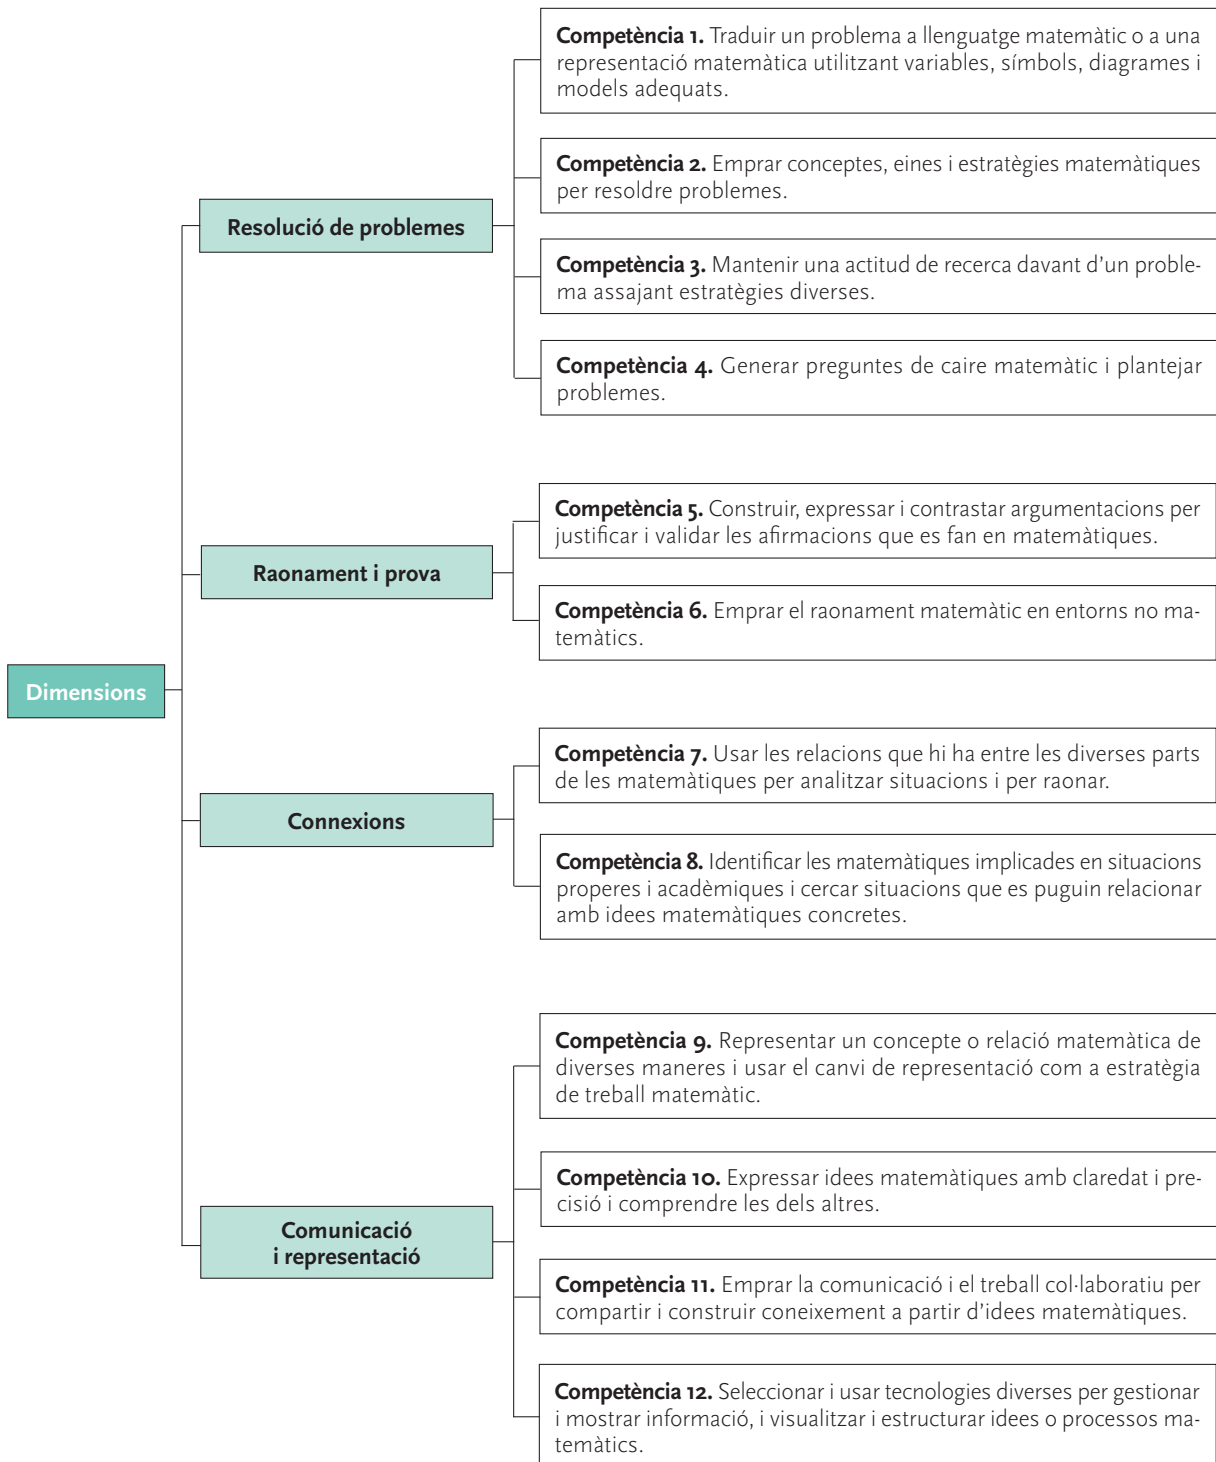 Dimensions
Resolució de problemes
Competència 1. Traduir un problema a llenguatge matemàtic o a una
representació matemàtica utilitzant variables, símbols, diagrames i
models adequats.
Competència 2. Emprar conceptes, eines i estratègies matemàtiques
per resoldre problemes.
Competència 3. Mantenir una actitud de recerca davant d’un proble-
ma assajant estratègies diverses.
Competència 4. Generar preguntes de caire matemàtic i plantejar
problemes.
Raonament i prova
Competència 5. Construir, expressar i contrastar argumentacions per
justificar i validar les afirmacions que es fan en matemàtiques.
Competència 6. Emprar el raonament matemàtic en entorns no ma-
temàtics.
Connexions
Competència 7. Usar les relacions que hi ha entre les diverses parts
de les matemàtiques per analitzar situacions i per raonar.
Competència 8. Identificar les matemàtiques implicades en situacions
properes i acadèmiques i cercar situacions que es puguin relacionar
amb idees matemàtiques concretes.
Comunicació
i representació
Competència 9. Representar un concepte o relació matemàtica de
diverses maneres i usar el canvi de representació com a estratègia
de treball matemàtic.
Competència 10. Expressar idees matemàtiques amb claredat i pre-
cisió i comprendre les dels altres.
Competència 11. Emprar la comunicació i el treball col·laboratiu per
compartir i construir coneixement a partir d’idees matemàtiques.
Competència 12. Seleccionar i usar tecnologies diverses per gestionar
i mostrar informació, i visualitzar i estructurar idees o processos ma-
temàtics.